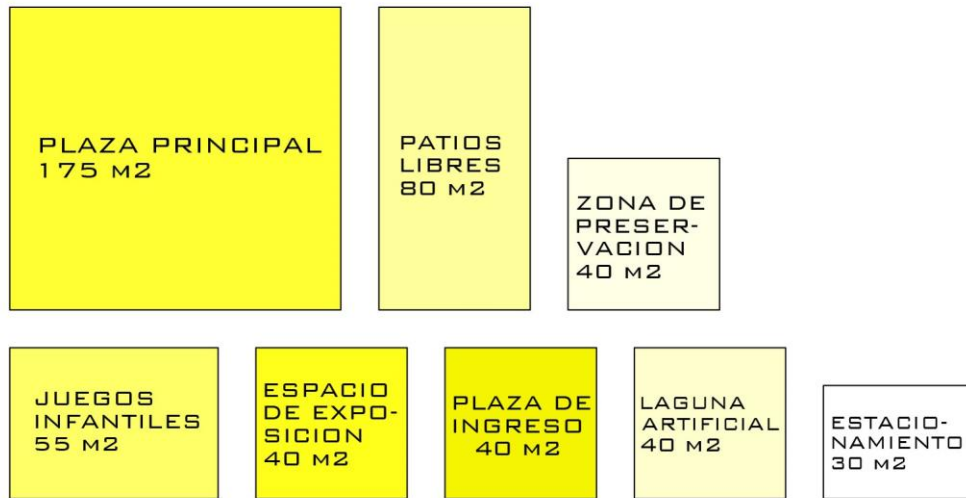 PLAZA PRINCIPAL
175 M2
PATIOS
LIBRES
80 M2
ZONA DE
PRESER-
VACION
40 M2
JUEGOS
INFANTILES
55 M2
ESPACIO
DE EXPO-
SICION
40 M2
PLAZA DE
INGRESO
40 M2
LAGUNA
ARTIFICIAL
40 M2
ESTACIO-
NAMIENTO
30 M2